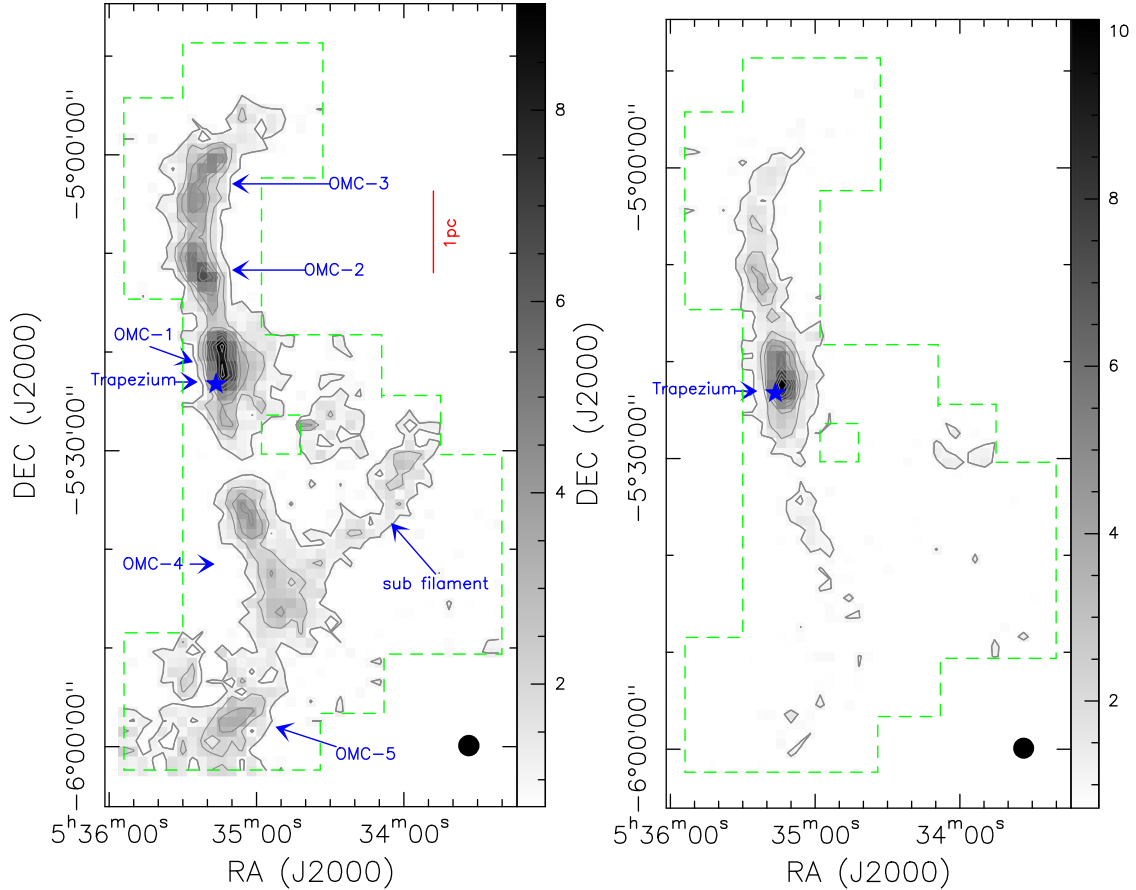 8
6
4
2
OMC-3
1pc
OMC-2
OMC-1
Trapezium
OMC-4
sub filament
OMC-5
-5°00'00"
-5°30'00"
-6°00'00"
DEC (J2000)
5h36m00s
35m00s
34m00s
RA (J2000)
10
8
6
4
2
Trapezium
-5°00'00"
-5°30'00"
-6°00'00"
DEC (J2000)
5h36m00s
35m00s
34m00s
RA (J2000)